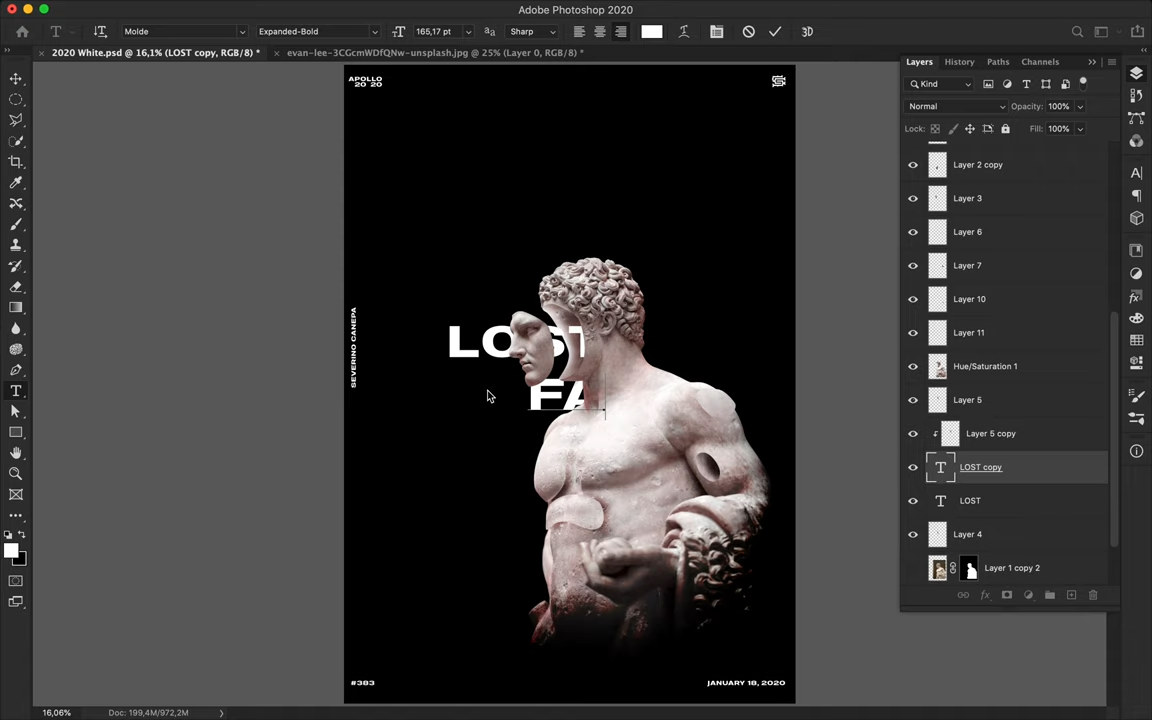 Adobe Photoshop 2020
Molde
Expanded-Bold
165,17 pt
Sharp
3D
2020 White.psd @ 16,1% (LOST copy, RGB/8) *
evan-lee-3CGcmWDfQNw-unsplash.jpg @ 25% (Layer 0, RGB/8) *
Layers
History
Paths
Channels
Kind
Normal
Opacity: 100%
Lock:
Fill: 100%
Layer 2 copy
Layer 3
Layer 6
Layer 7
Layer 10
Layer 11
Hue/Saturation 1
Layer 5
Layer 5 copy
LOST copy
LOST
Layer 4
Layer 1 copy 2
APOLLO
20 20
SEVERINO CANEPA
LOST
FA
#383
JANUARY 18, 2020
16,06%
Doc: 199,4M/972,2M